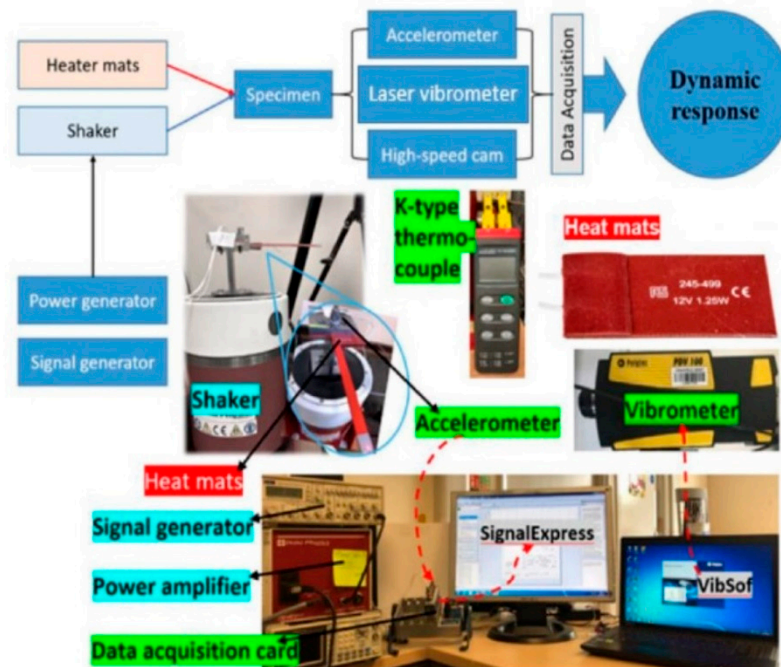 Heater mats
Shaker
Specimen
Accelerometer
Laser vibrometer
High-speed cam
Data Acquisition
Dynamic
response
Power generator
Signal generator
K-type
thermo-
couple
Heat mats
245-499
12V 1.25W
CE
PDV 100
Vibrometer
Shaker
Accelerometer
Heat mats
Signal generator
Power amplifier
Data acquisition card
SignalExpress
VibSof